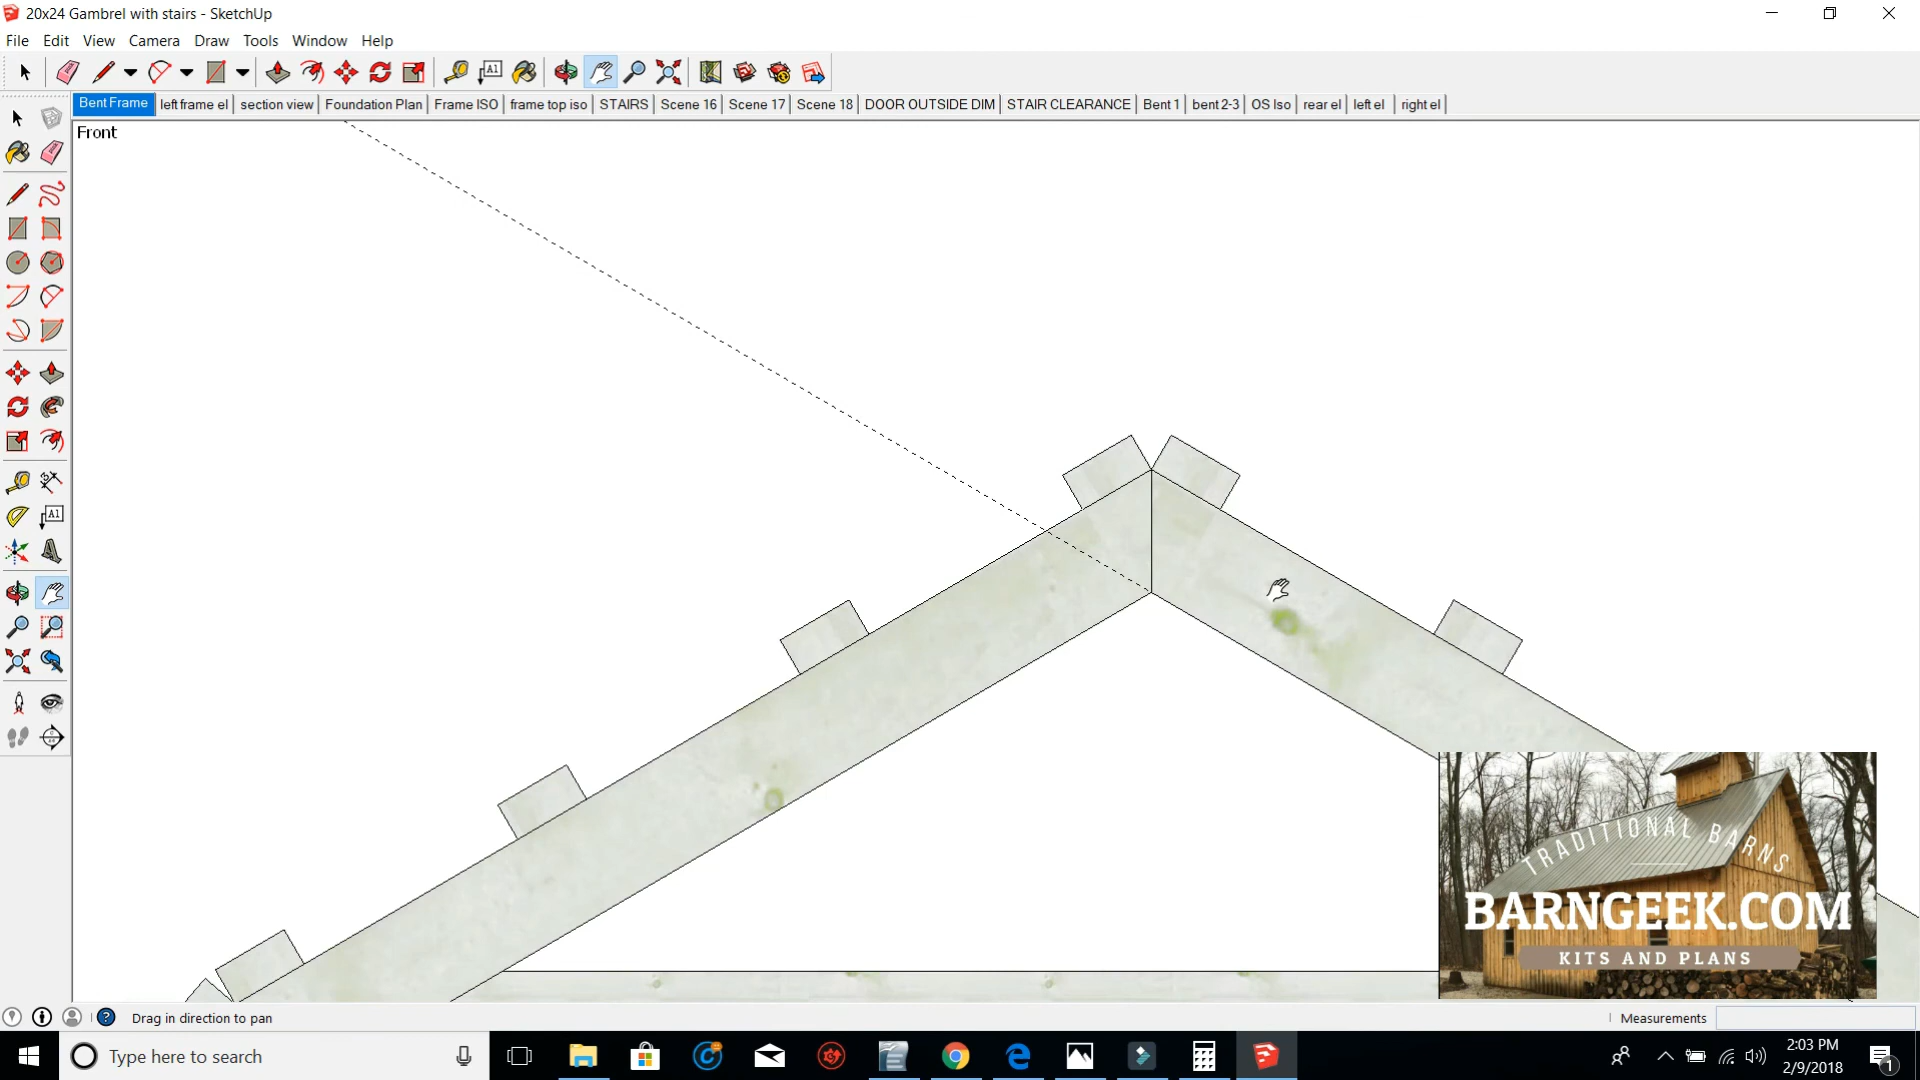 20x24 Gambrel with stairs - SketchUp
File Edit View Camera Draw Tools Window Help
A1
Bent Frame left frame el section view Foundation Plan Frame ISO frame top iso STAIRS Scene 16 Scene 17 Scene 18 DOOR OUTSIDE DIM STAIR CLEARANCE Bent 1 bent 2-3 OS Iso rear el left el right el
Front
A1
TRADITIONAL BARNS
BARNGEEK.COM
KITS AND PLANS
Drag in direction to pan Measurements
Type here to search
2:03 PM
2/9/2018
1